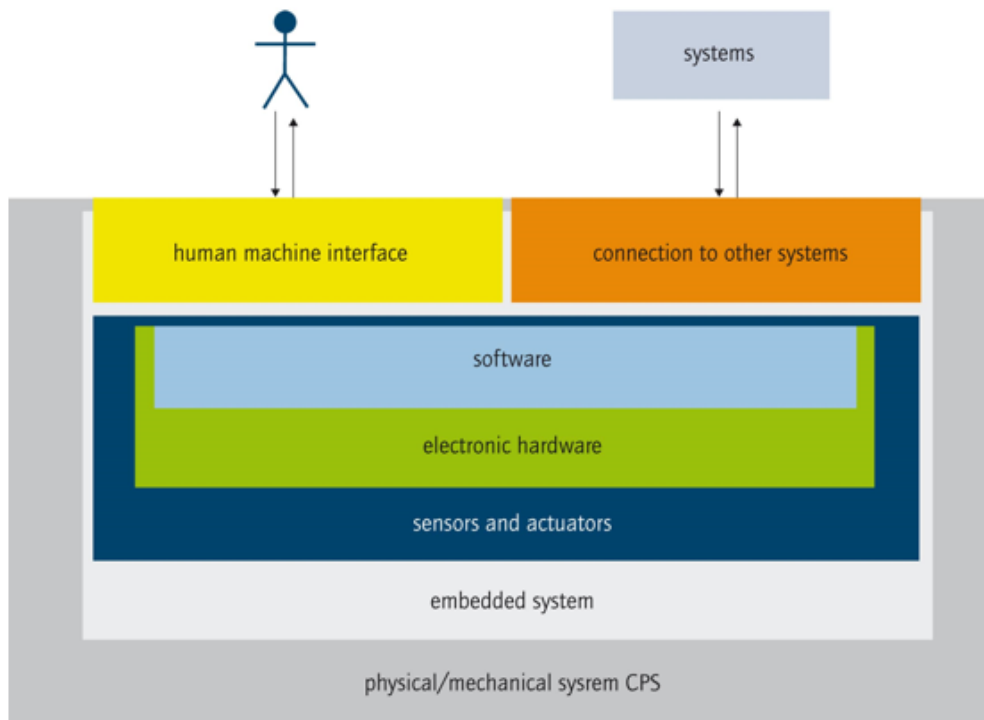 systems
human machine interface
connection to other systems
software
electronic hardware
sensors and actuators
embedded system
physical/mechanical sysrem CPS